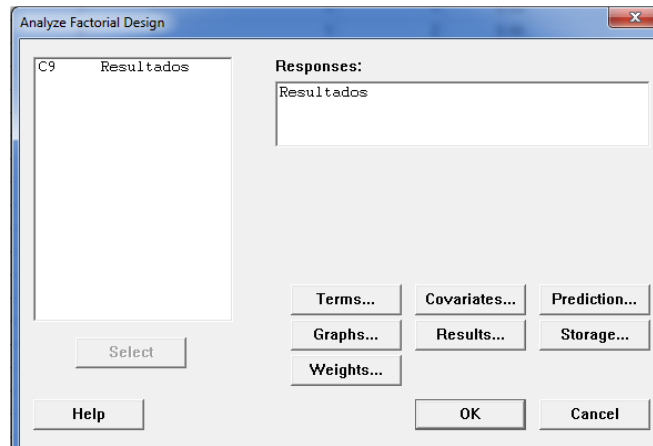 Analyze Factorial Design
C9 Resultados
Responses:
Resultados
Terms...
Covariates...
Prediction...
Graphs...
Results...
Storage...
Select
Weights...
Help
OK
Cancel